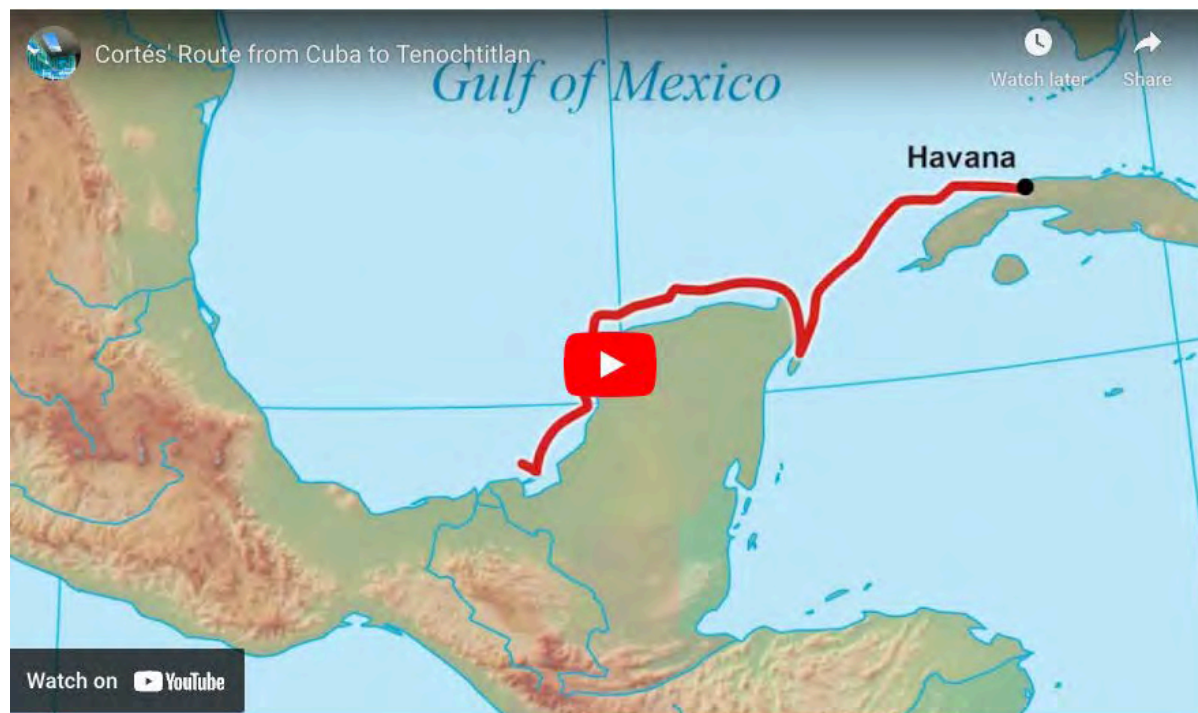 Cortés' Route from Cuba to Tenochtitlan
Watch later
Share
Gulf of Mexico
Havana
Watch on YouTube